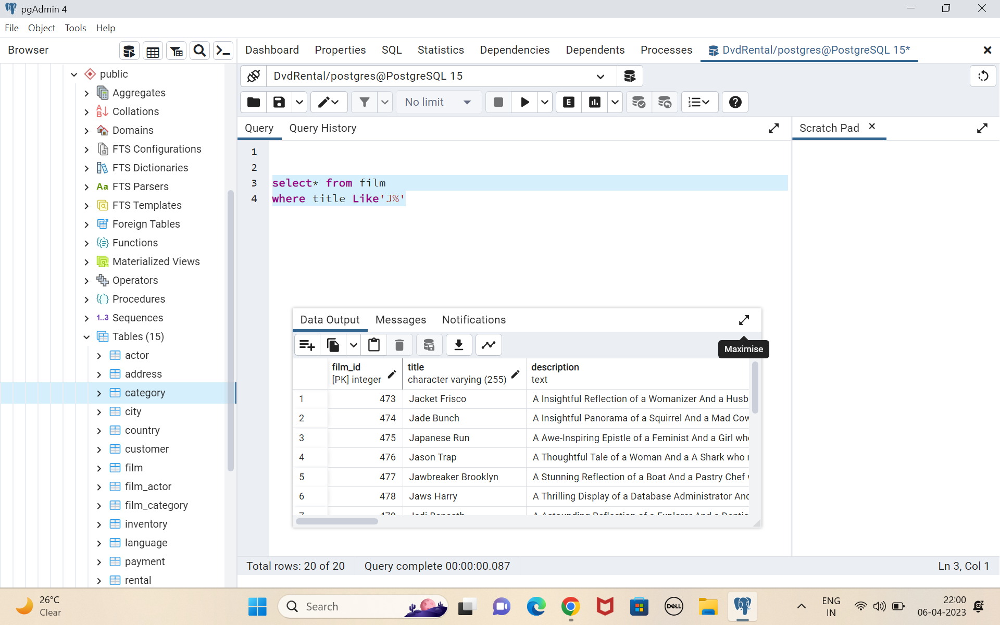 pgAdmin 4
File Object Tools Help
Browser
Dashboard Properties SQL Statistics Dependencies Dependents Processes DvdRental/postgres@PostgreSQL 15*
public
Aggregates
Collations
Domains
FTS Configurations
FTS Dictionaries
Aa FTS Parsers
FTS Templates
Foreign Tables
Functions
Materialized Views
Operators
Procedures
1..3 Sequences
Tables (15)
actor
address
category
city
country
customer
film
film_actor
film_category
inventory
language
payment
rental
DvdRental/postgres@PostgreSQL 15
No limit
E
Query Query History
Scratch Pad
1
2
3 select* from film
4 where title Like'J%'
Data Output Messages Notifications
Maximise
film_id title description
[PK] integer character varying (255) text
1 473 Jacket Frisco A Insightful Reflection of a Womanizer And a Husb
2 474 Jade Bunch A Insightful Panorama of a Squirrel And a Mad Cow
3 475 Japanese Run A Awe-Inspiring Epistle of a Feminist And a Girl who
4 476 Jason Trap A Thoughtful Tale of a Woman And a A Shark who
5 477 Jawbreaker Brooklyn A Stunning Reflection of a Boat And a Pastry Chef
6 478 Jaws Harry A Thrilling Display of a Database Administrator And
Total rows: 20 of 20 Query complete 00:00:00.087 Ln 3, Col 1
26°C
Clear
Search
DELL
ENG
IN
22:00
06-04-2023